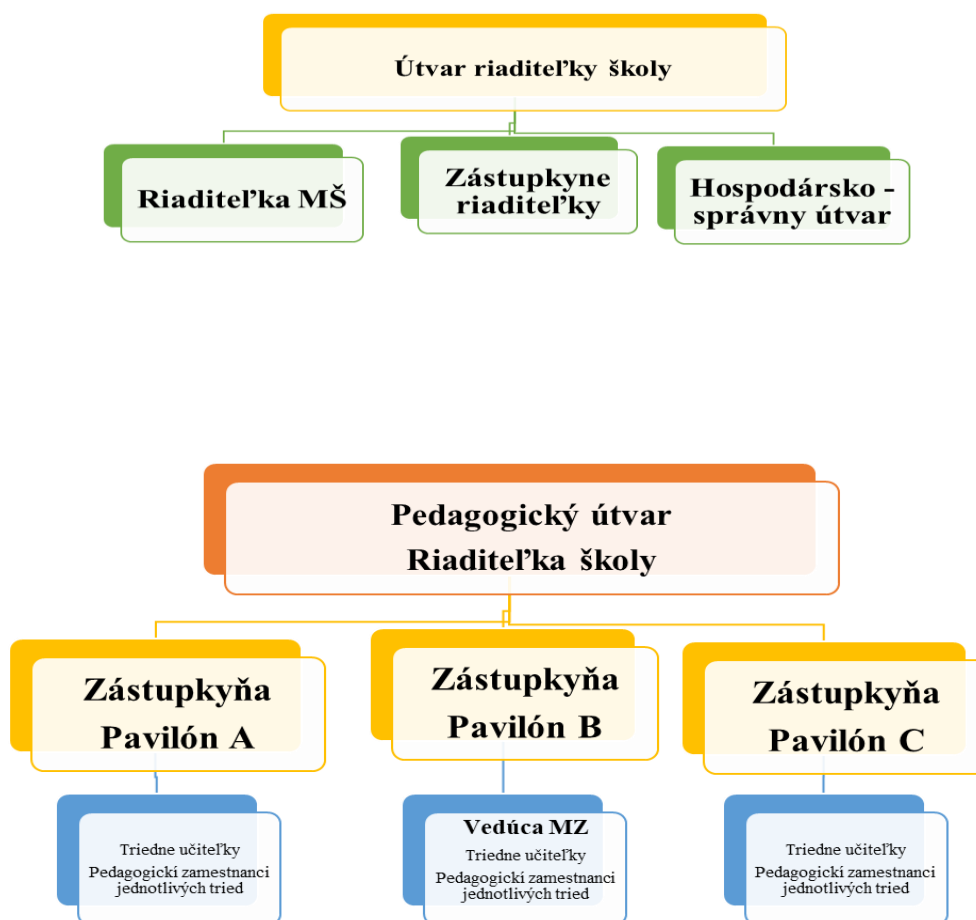 Útvar riaditeľky školy
Riaditeľka MŠ
Zástupkyne
riaditeľky
Hospodársko -
správny útvar
Pedagogický útvar
Riaditeľka školy
Zástupkyňa
Pavilón A
Zástupkyňa
Pavilón B
Zástupkyňa
Pavilón C
Triedne učiteľky
Pedagogickí zamestnanci
jednotlivých tried
Vedúca MZ
Triedne učiteľky
Pedagogickí zamestnanci
jednotlivých tried
Triedne učiteľky
Pedagogickí zamestnanci
jednotlivých tried